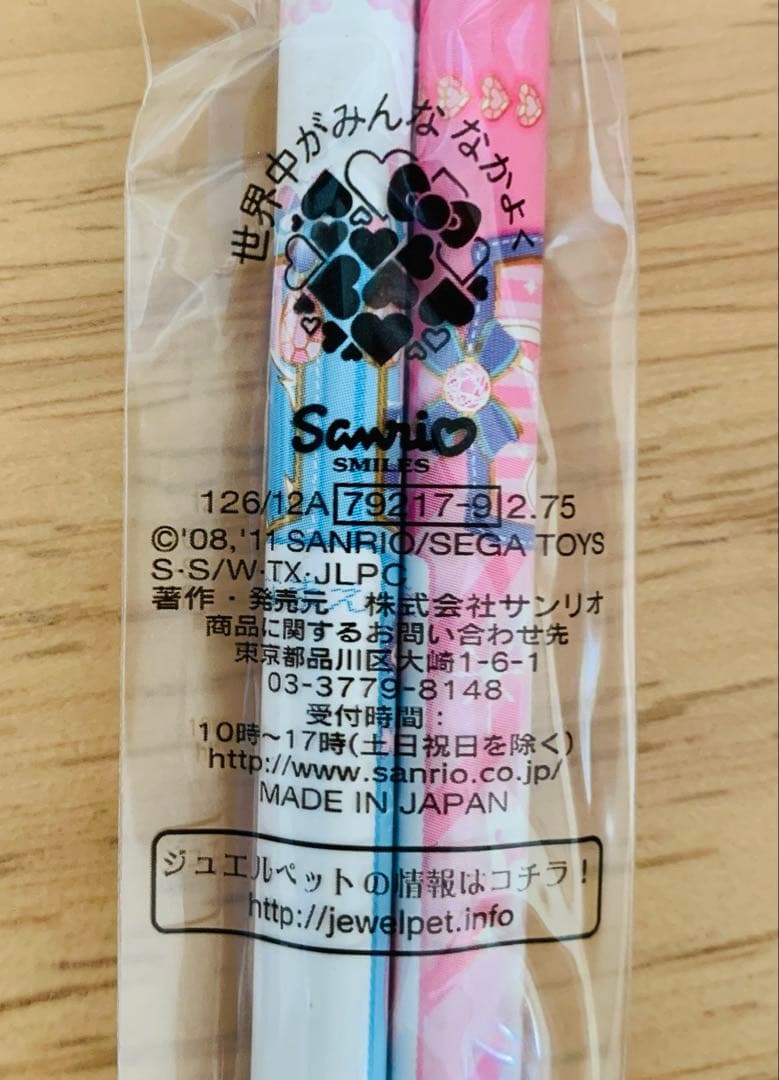 世界中がみんななかよく
Sanrio
SMILES
126/12A 79217-9 2.75
©'08,'11 SANRIO/SEGA TOYS
S・S/W・TX・JLPC
著作・発売元 株式会社サンリオ
商品に関するお問い合わせ先
東京都品川区大崎1-6-1
03-3779-8148
受付時間:
10時〜17時(土日祝日を除く)
http://www.sanrio.co.jp/
MADE IN JAPAN
ジュエルペットの情報はコチラ!
http://jewelpet.info